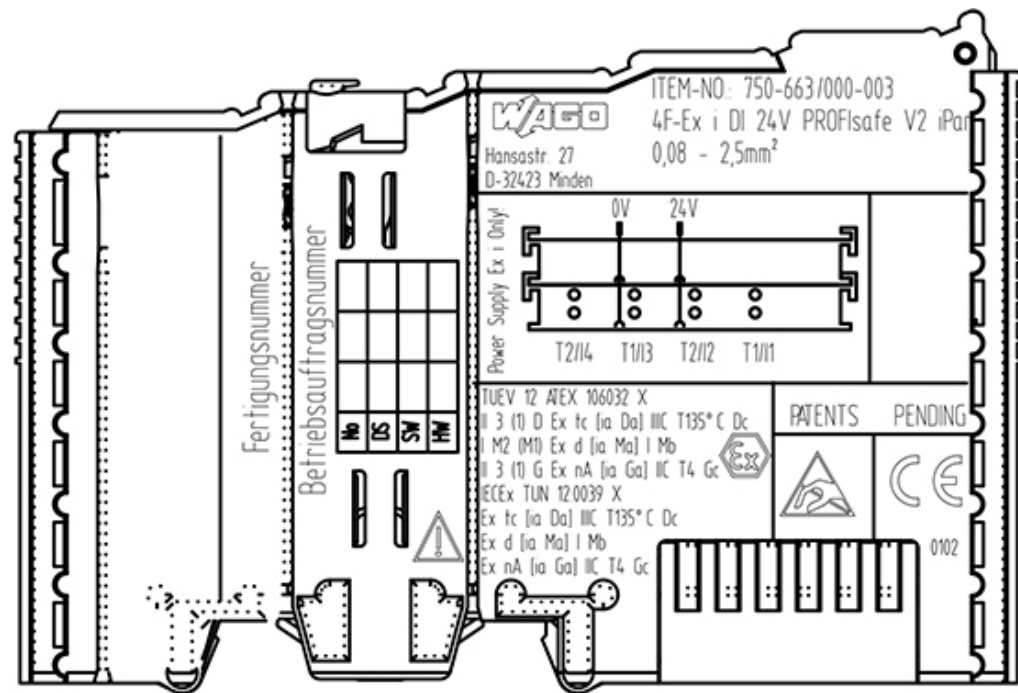 WAGO
Hansastr. 27
D-32423 Minden
ITEM-NO.: 750-663/000-003
4F-Ex i DI 24V PROFIsafe V2 iPar
0,08 - 2,5mm²
Power Supply Ex i Only!
0V 24V
T2/I4 T1/I3 T2/I2 T1/I1
Fertigungsnummer
Betriebsauftragsnummer
No
DS
SW
HW
TUEV 12 ATEX 106032 X
II 3 (1) D Ex tc [ia Da] IIIC T135°C Dc
I M2 (M1) Ex d [ia Ma] I Mb
II 3 (1) G Ex nA [ia Ga] IIC T4 Gc
IECEx TUN 12.0039 X
Ex tc [ia Da] IIIC T135°C Dc
Ex d [ia Ma] I Mb
Ex nA [ia Ga] IIC T4 Gc
Ex
PATENTS PENDING
CE
0102